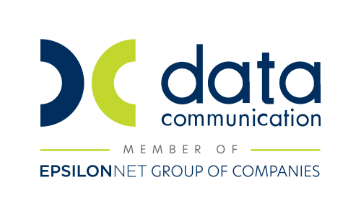 data
communication
MEMBER OF
EPSILONNET GROUP OF COMPANIES